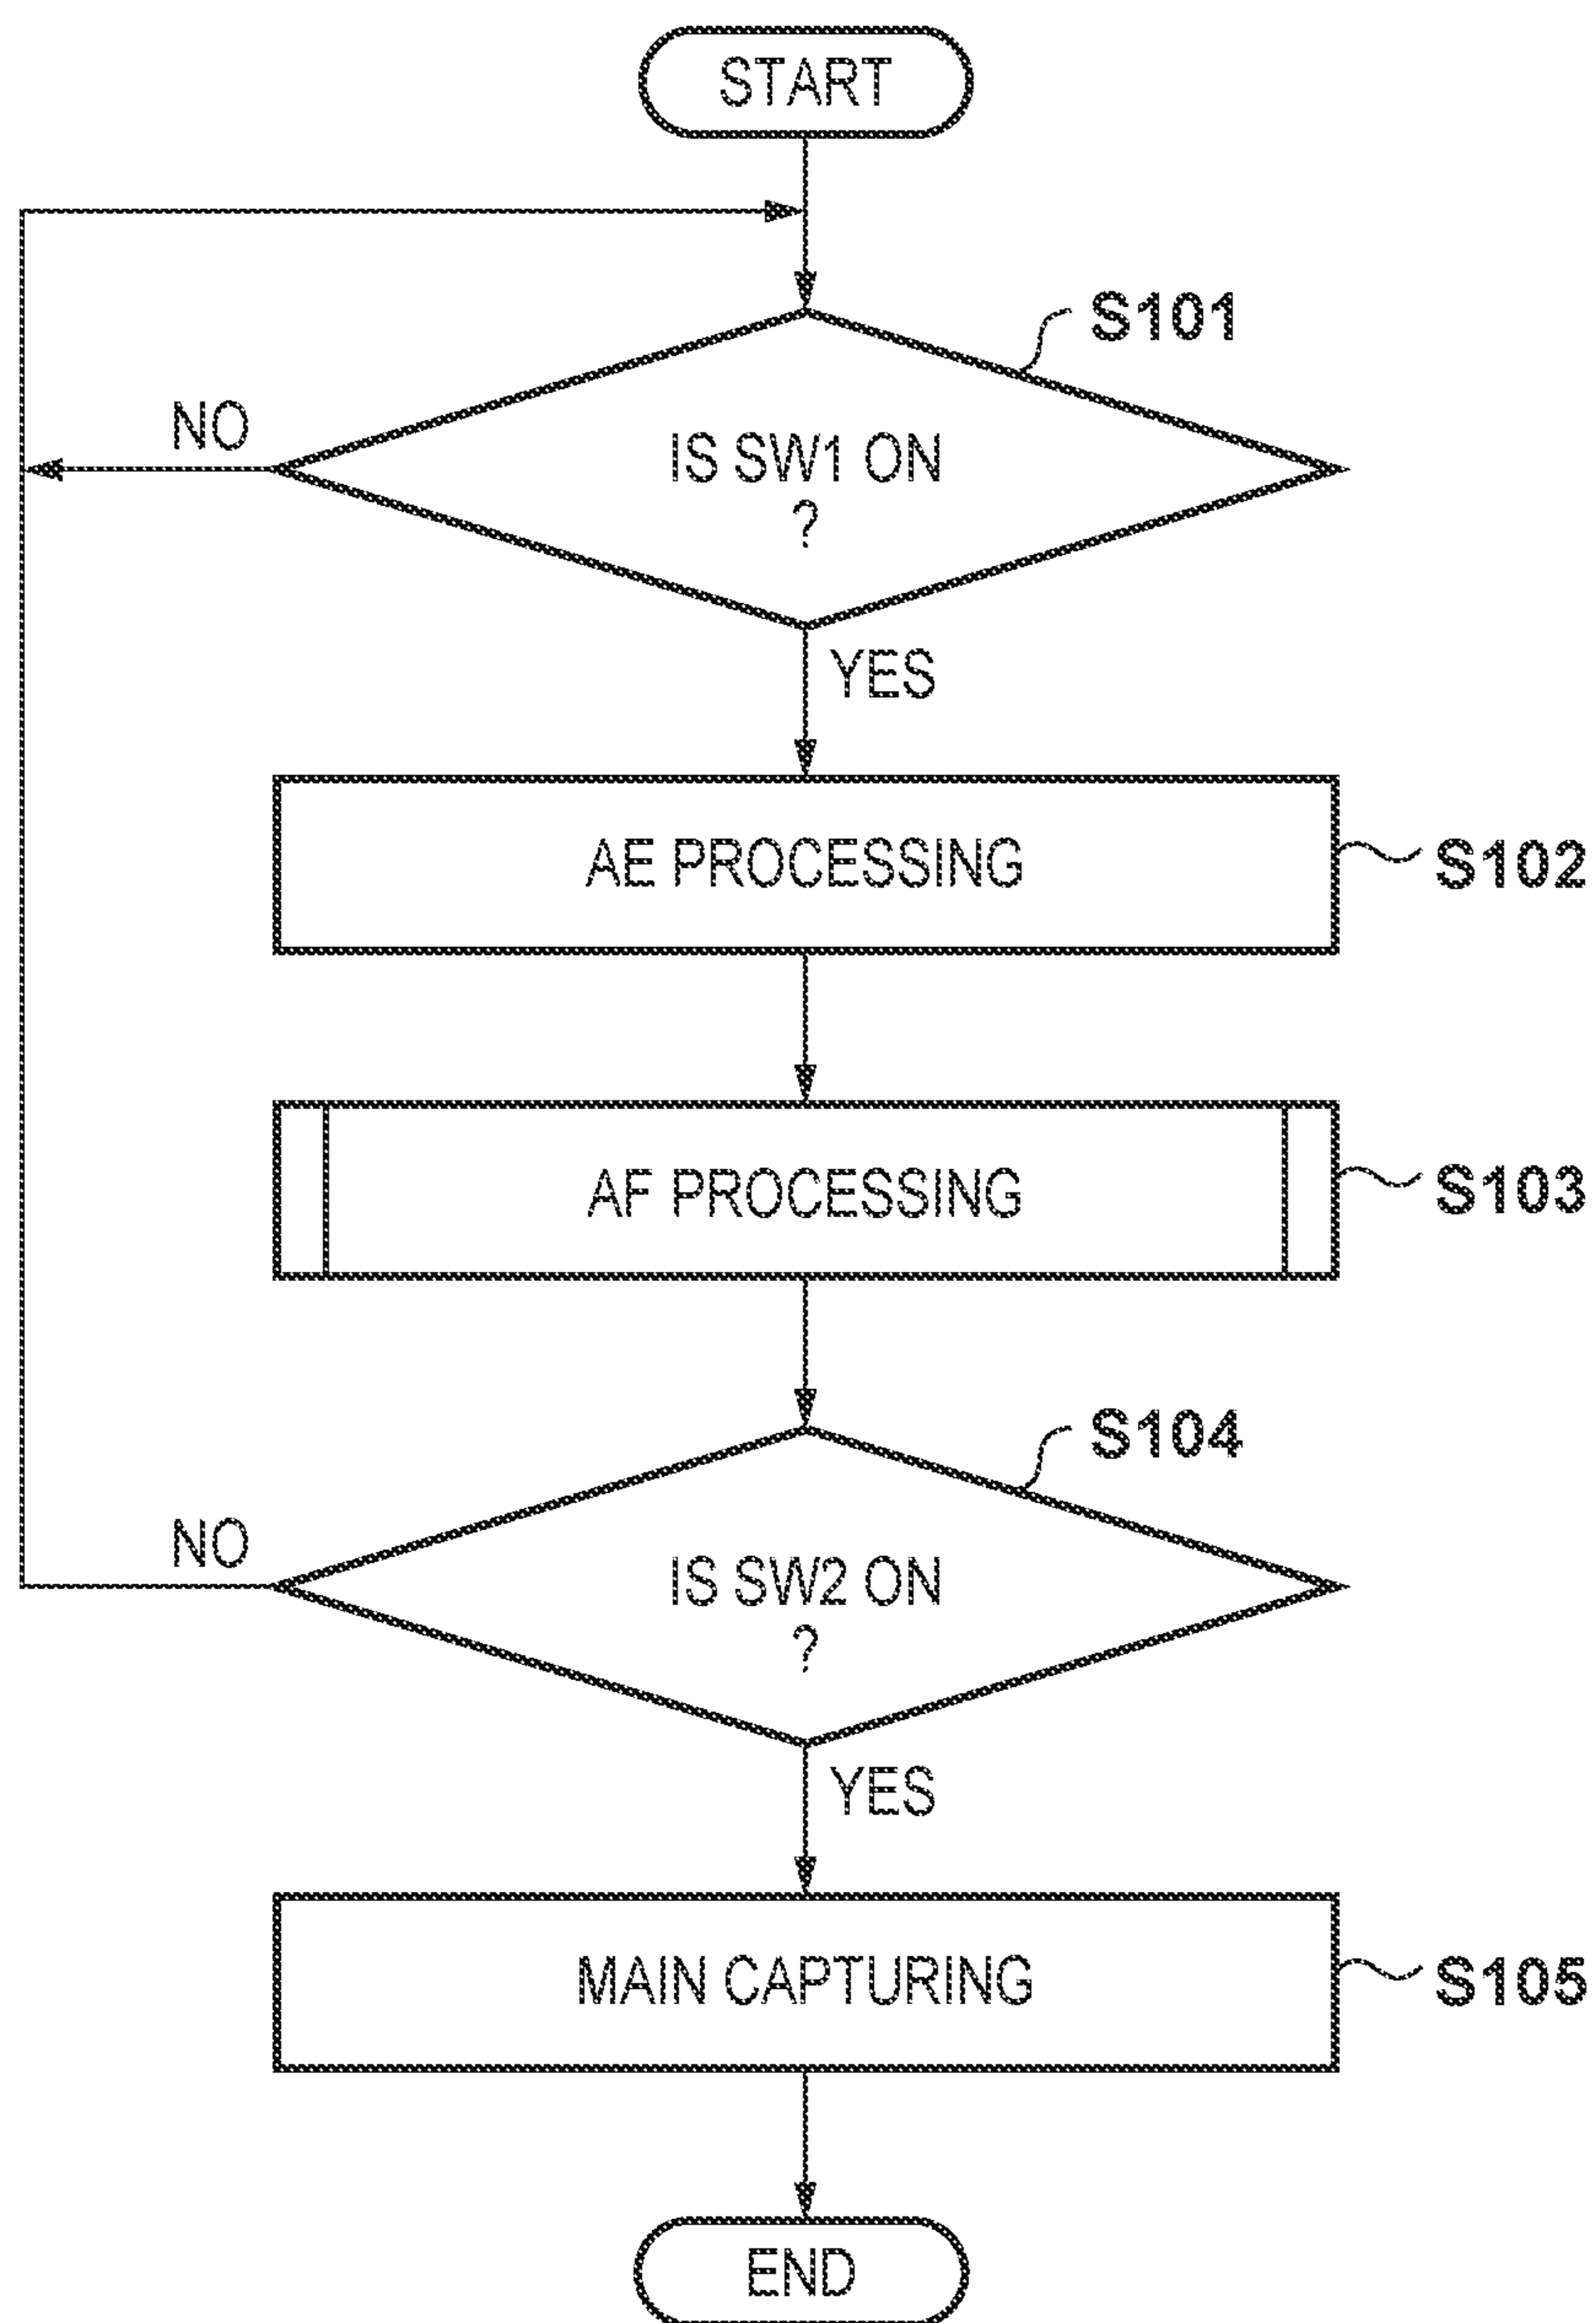 START
S101
NO
IS SW1 ON
?
YES
AE PROCESSING
S102
AF PROCESSING
S103
S104
NO
IS SW2 ON
?
YES
MAIN CAPTURING
S105
END